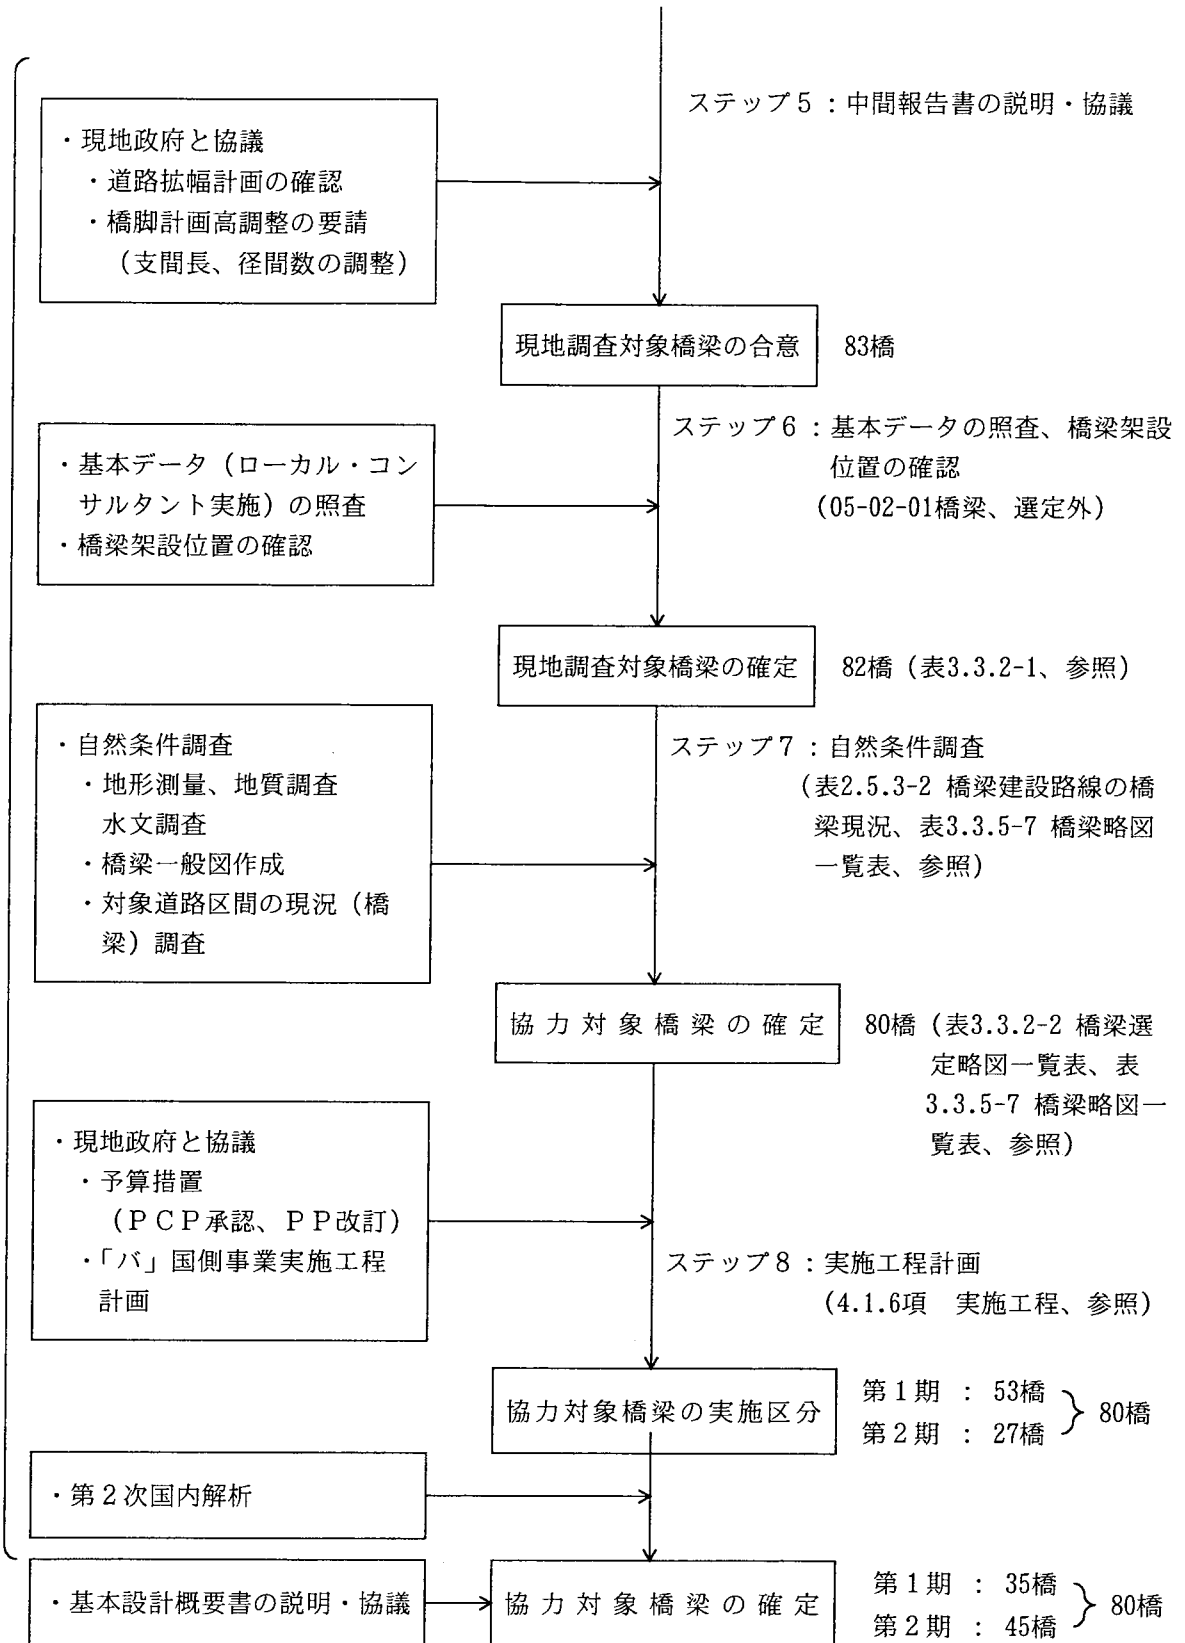 ステップ5：中間報告書の説明・協議
・現地政府と協議
・道路拡幅計画の確認
・橋脚計画高調整の要請
（支間長、径間数の調整）
現地調査対象橋梁の合意
83橋
ステップ6：基本データの照査、橋梁架設
位置の確認
(05-02-01橋梁、選定外)
・基本データ（ローカル・コン
サルタント実施）の照査
・橋梁架設位置の確認
現地調査対象橋梁の確定
82橋（表3.3.2-1、参照）
ステップ7：自然条件調査
（表2.5.3-2 橋梁建設路線の橋
梁現況、表3.3.5-7 橋梁略図
一覧表、参照）
・自然条件調査
・地形測量、地質調査
水文調査
・橋梁一般図作成
・対象道路区間の現況（橋
梁）調査
協力対象橋梁の確定
80橋（表3.3.2-2 橋梁選
定略図一覧表、表
3.3.5-7 橋梁略図一
覧表、参照）
・現地政府と協議
・予算措置
（ＰＣＰ承認、ＰＰ改訂）
・「バ」国側事業実施工程
計画
ステップ8：実施工程計画
（4.1.6項　実施工程、参照）
協力対象橋梁の実施区分
第1期 ： 53橋
第2期 ： 27橋
80橋
・第2次国内解析
・基本設計概要書の説明・協議
協力対象橋梁の確定
第1期 ： 35橋
第2期 ： 45橋
80橋